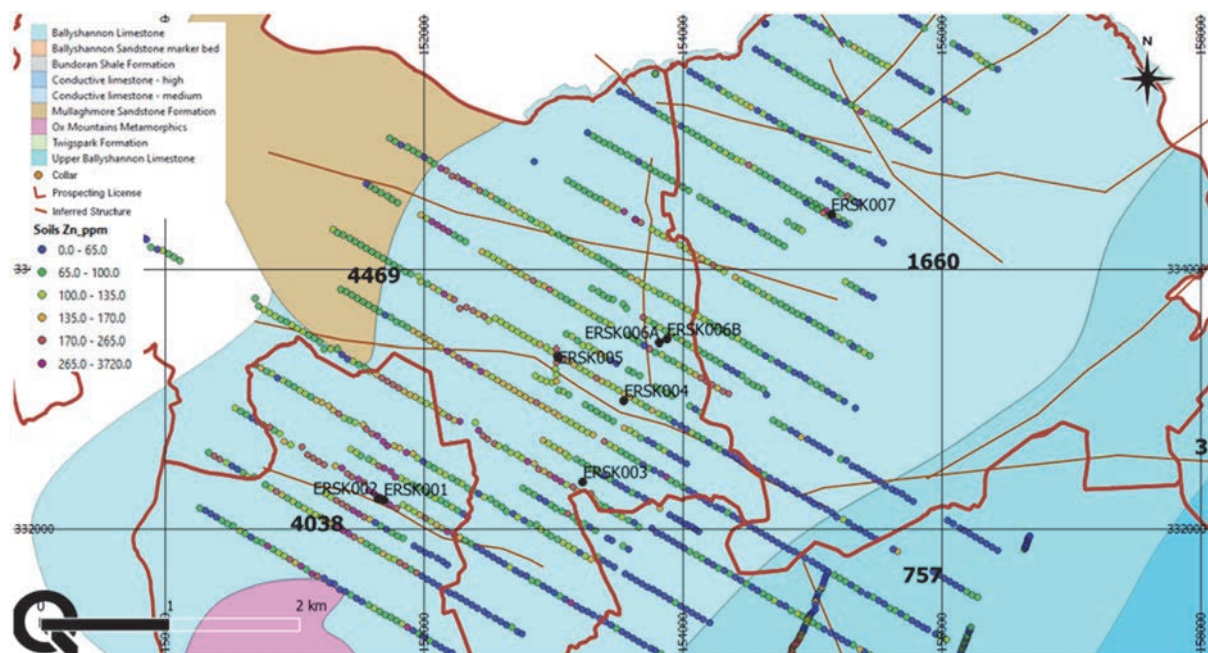 Ballyshannon Limestone
Ballyshannon Sandstone marker bed
Bundoran Shale Formation
Conductive limestone - high
Conductive limestone - medium
Mullaghmore Sandstone Formation
Ox Mountains Metamorphics
Twigspark Formation
Upper Ballyshannon Limestone
Collar
Prospecting License
Inferred Structure
Soils Zn_ppm
0.0 - 65.0
65.0 - 100.0
100.0 - 135.0
135.0 - 170.0
170.0 - 265.0
265.0 - 3720.0
152000
154000
156000
158000
N
ERSK007
4469
1660
ERSK006A
ERSK006B
ERSK005
ERSK004
ERSK003
ERSK002
ERSK001
332000
4038
332000
757
0
1
2 km
152000
154000
158000